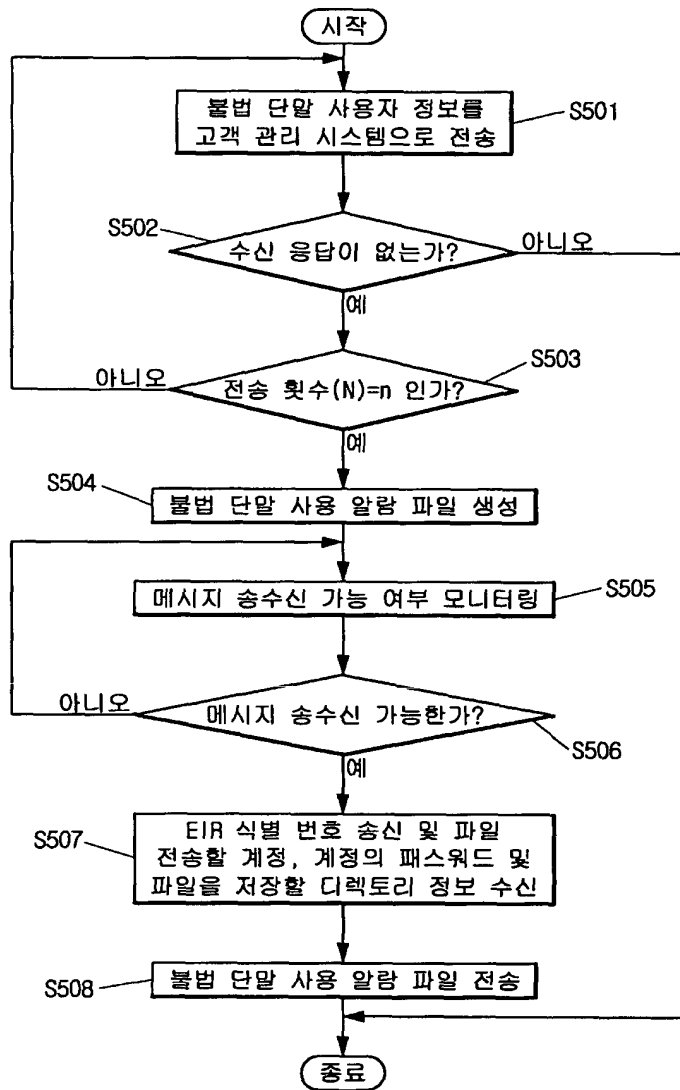 시작
불법 단말 사용자 정보를
고객 관리 시스템으로 전송
S501
S502
수신 응답이 없는가?
아니오
예
S503
아니오
전송 횟수(N)=n 인가?
예
S504
불법 단말 사용 알람 파일 생성
메시지 송수신 가능 여부 모니터링
S505
아니오
메시지 송수신 가능한가?
S506
예
S507
EIR 식별 번호 송신 및 파일
전송할 계정, 계정의 패스워드 및
파일을 저장할 디렉토리 정보 수신
S508
불법 단말 사용 알람 파일 전송
종료